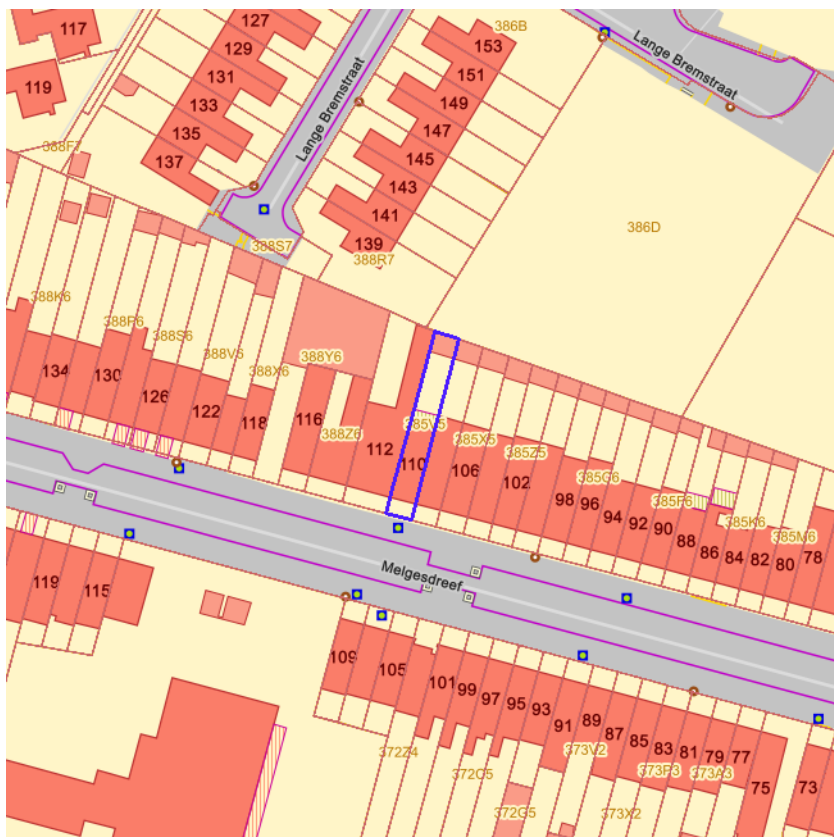 127
117
129
119
131
133
135
137
388F7
Lange Bremstraat
386B
153
151
149
147
145
143
141
139
388S7
388R7
Lange Bremstraat
386D
388K6
388P6
388S6
388V6
388X6
388Y6
388Z6
385V5
385X5
385Z5
385G6
385F6
385K6
385M6
134
130
126
122
118
116
112
110
106
102
98
96
94
92
90
88
86
84
82
80
78
Melgesdreef
119
115
109
105
101
99
97
95
93
91
89
87
85
83
81
79
77
75
73
372Z4
372C5
372G5
373V2
373P3
373A3
373X2